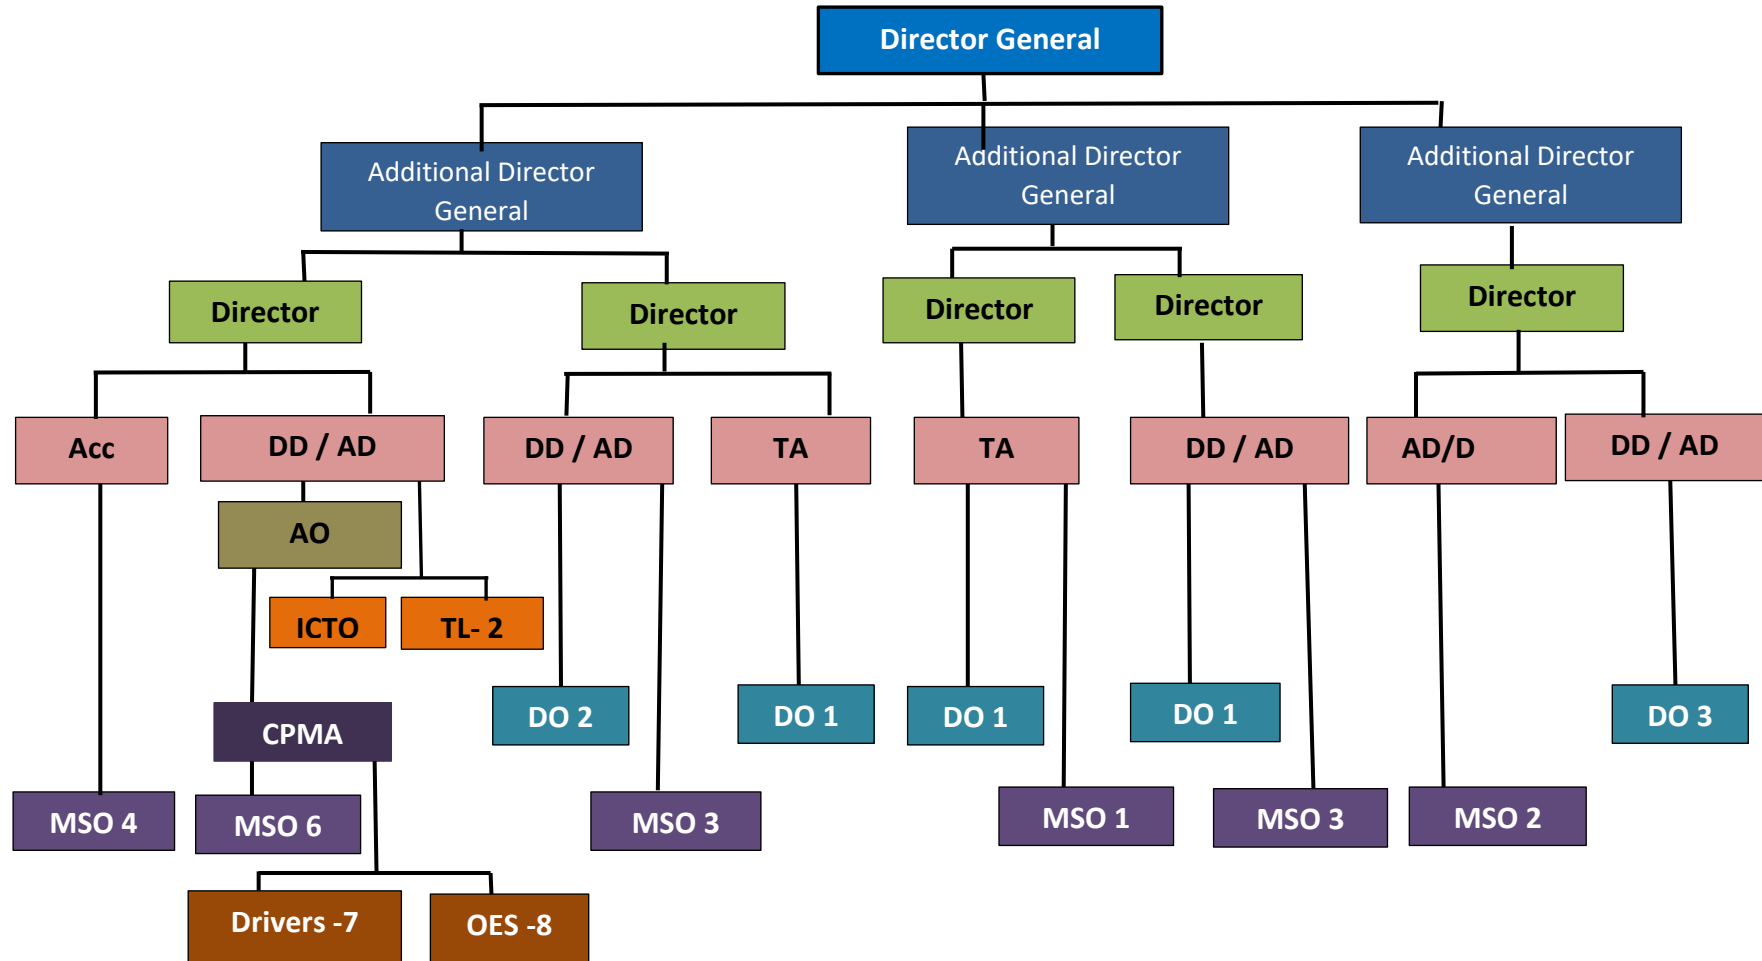 Director General
Additional Director
General
Additional Director
General
Additional Director
General
Director
Director
Director
Director
Director
Acc
DD / AD
DD / AD
TA
TA
DD / AD
AD/D
DD / AD
AO
ICTO
TL- 2
DO 2
DO 1
DO 1
DO 1
DO 3
CPMA
MSO 4
MSO 6
MSO 3
MSO 1
MSO 3
MSO 2
Drivers -7
OES -8